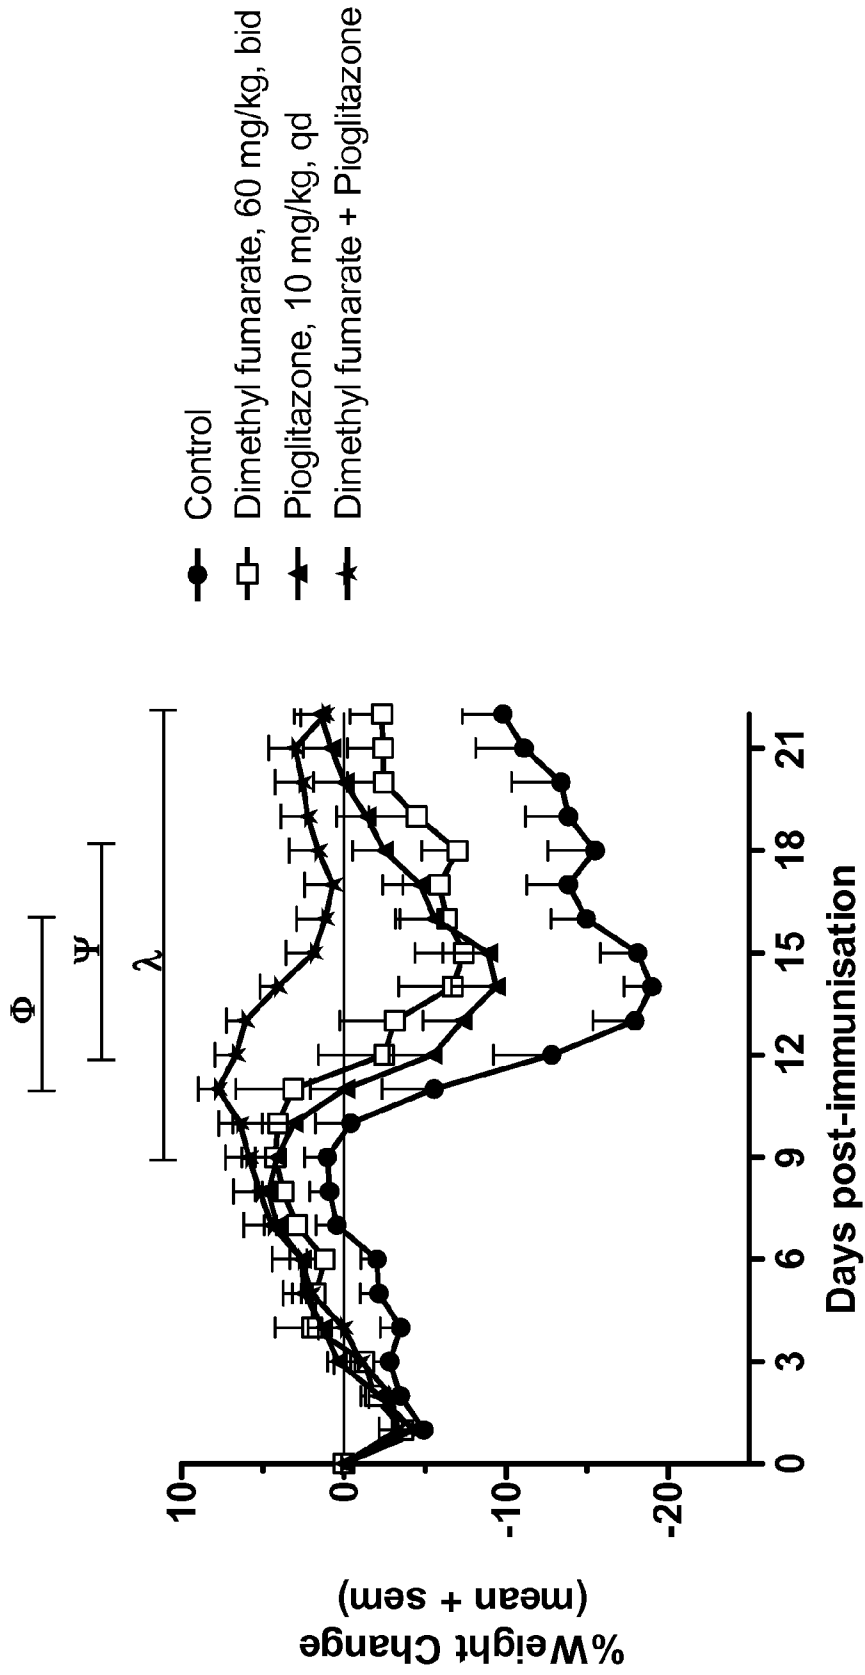 Φ
Ψ
λ
Control
Dimethyl fumarate, 60 mg/kg, bid
Pioglitazone, 10 mg/kg, qd
Dimethyl fumarate + Pioglitazone
%Weight Change
(mean + sem)
10
0
-10
-20
0
3
6
9
12
15
18
21
Days post-immunisation